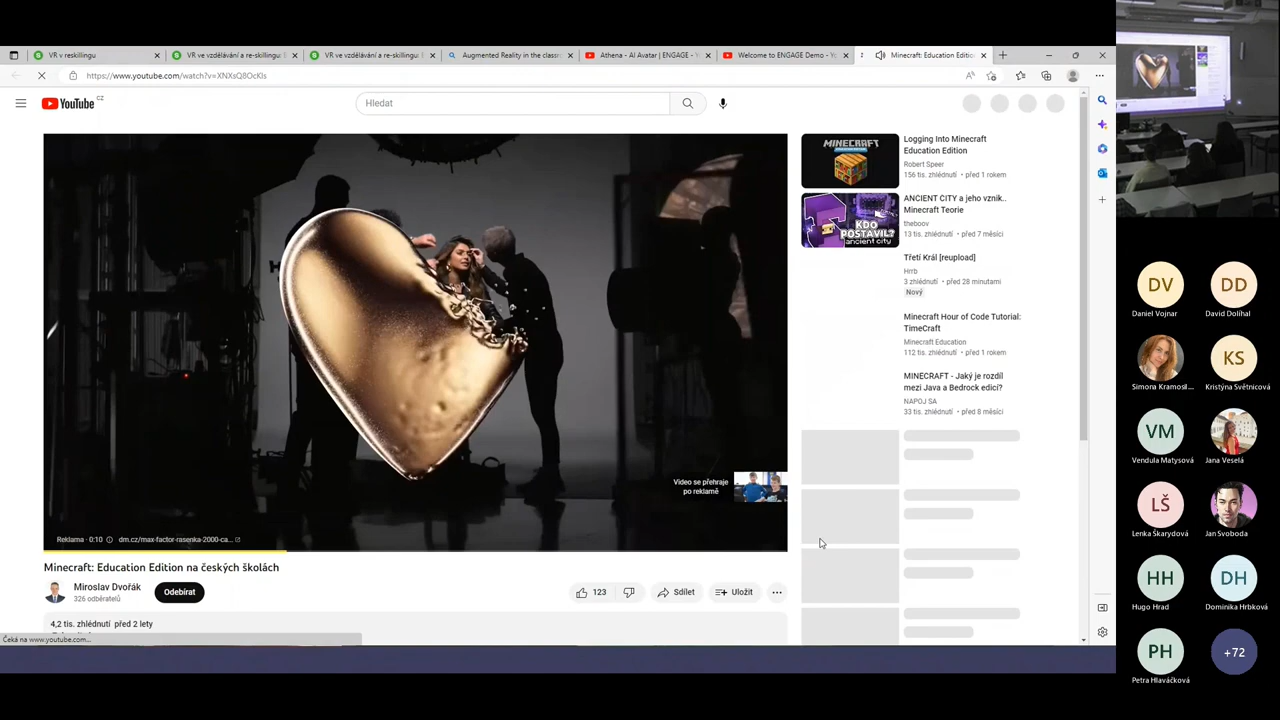 VR v reskillingu
VR ve vzdělávání a re-skillingu:
VR ve vzdělávání a re-skillingu:
Augmented Reality in the classr
Athena - AI Avatar | ENGAGE -
Welcome to ENGAGE Demo -
Minecraft: Education Editio
https://www.youtube.com/watch?v=XNXsQ8OcKls
YouTube CZ
Hledat
Logging Into Minecraft
Education Edition
Robert Speer
156 tis. zhlédnutí • před 1 rokem
MINECRAFT
ANCIENT CITY a jeho vznik..
Minecraft Teorie
theboov
13 tis. zhlédnutí • před 7 měsíci
KDO
POSTAVIL?
ancient city
Třetí Král [reupload]
Hrrb
3 zhlédnutí • před 28 minutami
Nový
Minecraft Hour of Code Tutorial:
TimeCraft
Minecraft Education
112 tis. zhlédnutí • před 1 rokem
MINECRAFT - Jaký je rozdíl
mezi Java a Bedrock edicí?
NAPOJ SA
33 tis. zhlédnutí • před 8 měsíci
Video se přehraje
po reklamě
Reklama · 0:10
dm.cz/max-factor-rasenka-2000-ca...
Minecraft: Education Edition na českých školách
Miroslav Dvořák
326 odběratelů
Odebírat
123
Sdílet
Uložit
4,2 tis. zhlédnutí před 2 lety
Čeká na www.youtube.com...
DV
Daniel Vojnar
DD
David Dolíhal
Simona Kramosil...
KS
Kristýna Světnicová
VM
Vendula Matysová
Jana Veselá
LŠ
Lenka Škarydová
Jan Svoboda
HH
Hugo Hrad
DH
Dominika Hrbková
PH
Petra Hlaváčková
+72